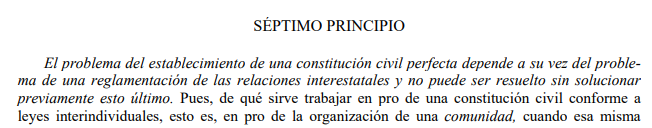 SÉPTIMO PRINCIPIO
El problema del establecimiento de una constitución civil perfecta depende a su vez del proble-
ma de una reglamentación de las relaciones interestatales y no puede ser resuelto sin solucionar
previamente esto último. Pues, de qué sirve trabajar en pro de una constitución civil conforme a
leyes interindividuales, esto es, en pro de la organización de una comunidad, cuando esa misma